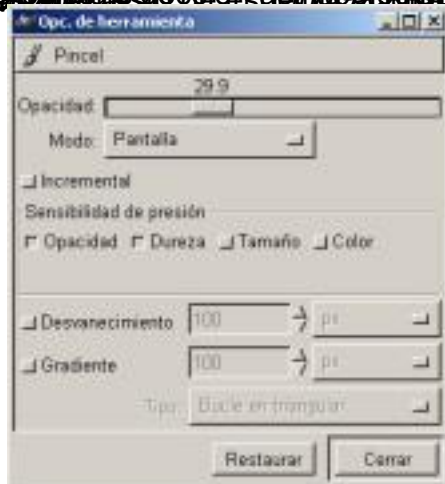 Opc. de herramienta
Pincel
29.9
Opacidad:
Modo: Pantalla
Incremental
Sensibilidad de presión
Opacidad Dureza Tamaño Color
Desvanecimiento 100 px
Gradiente 100 px
Tipo: Bucle en triangular
Restaurar Cerrar